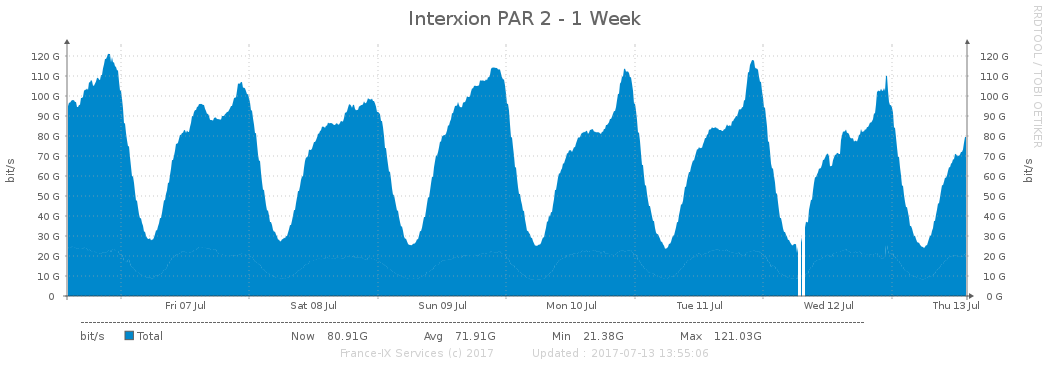 Interxion PAR 2 - 1 Week
RRDTOOL / TOBI OETIKER
bit/s
120 G
110 G
100 G
90 G
80 G
70 G
60 G
50 G
40 G
30 G
20 G
10 G
0
120 G
110 G
100 G
90 G
80 G
70 G
60 G
50 G
40 G
30 G
20 G
10 G
0 G
bit/s
Fri 07 Jul Sat 08 Jul Sun 09 Jul Mon 10 Jul Tue 11 Jul Wed 12 Jul Thu 13 Jul
bit/s Total Now 80.91G Avg 71.91G Min 21.38G Max 121.03G
France-IX Services (c) 2017 Updated : 2017-07-13 13:55:06